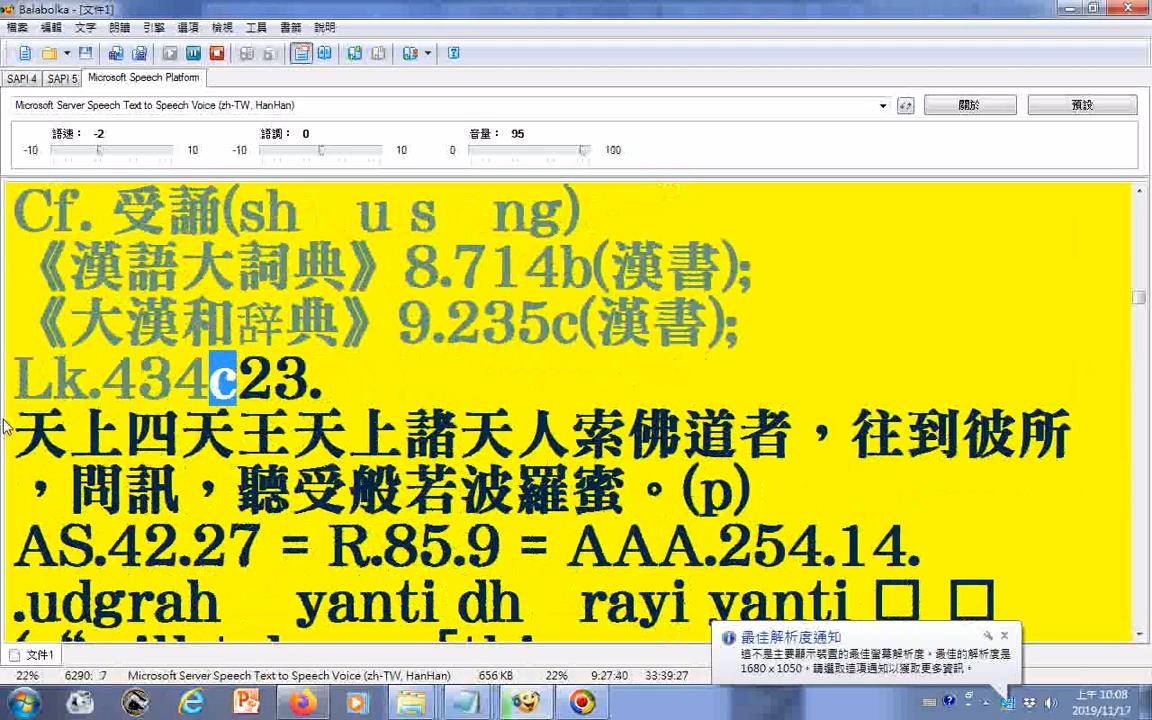 Balabolka - [文件1]
檔案 編輯 文字 朗讀 引擎 選項 檢視 工具 書籤 說明
SAPI 4 SAPI 5 Microsoft Speech Platform
Microsoft Server Speech Text to Speech Voice (zh-TW, HanHan) 關於 預設
語速： -2 語調： 0 音量： 95
-10 10 -10 10 0 100
Cf. 受誦(sh u s ng)
《漢語大詞典》 8.714b(漢書);
《大漢和辞典》 9.235c(漢書);
Lk.434c23.
天上四天王天上諸天人索佛道者，往到彼所
，問訊，聽受般若波羅蜜。(p)
AS.42.27 = R.85.9 = AAA.254.14.
.udgrah yanti dh rayi yanti □ □
最佳解析度通知
這不是主要顯示裝置的最佳螢幕解析度。最佳的解析度是
1680 x 1050。請選取這項通知以獲取更多資訊。
文件1
22% 6290: :7 Microsoft Server Speech Text to Speech Voice (zh-TW, HanHan) 656 KB 22% 9:27:40 33:39:27
上午 10:08
2019/11/17